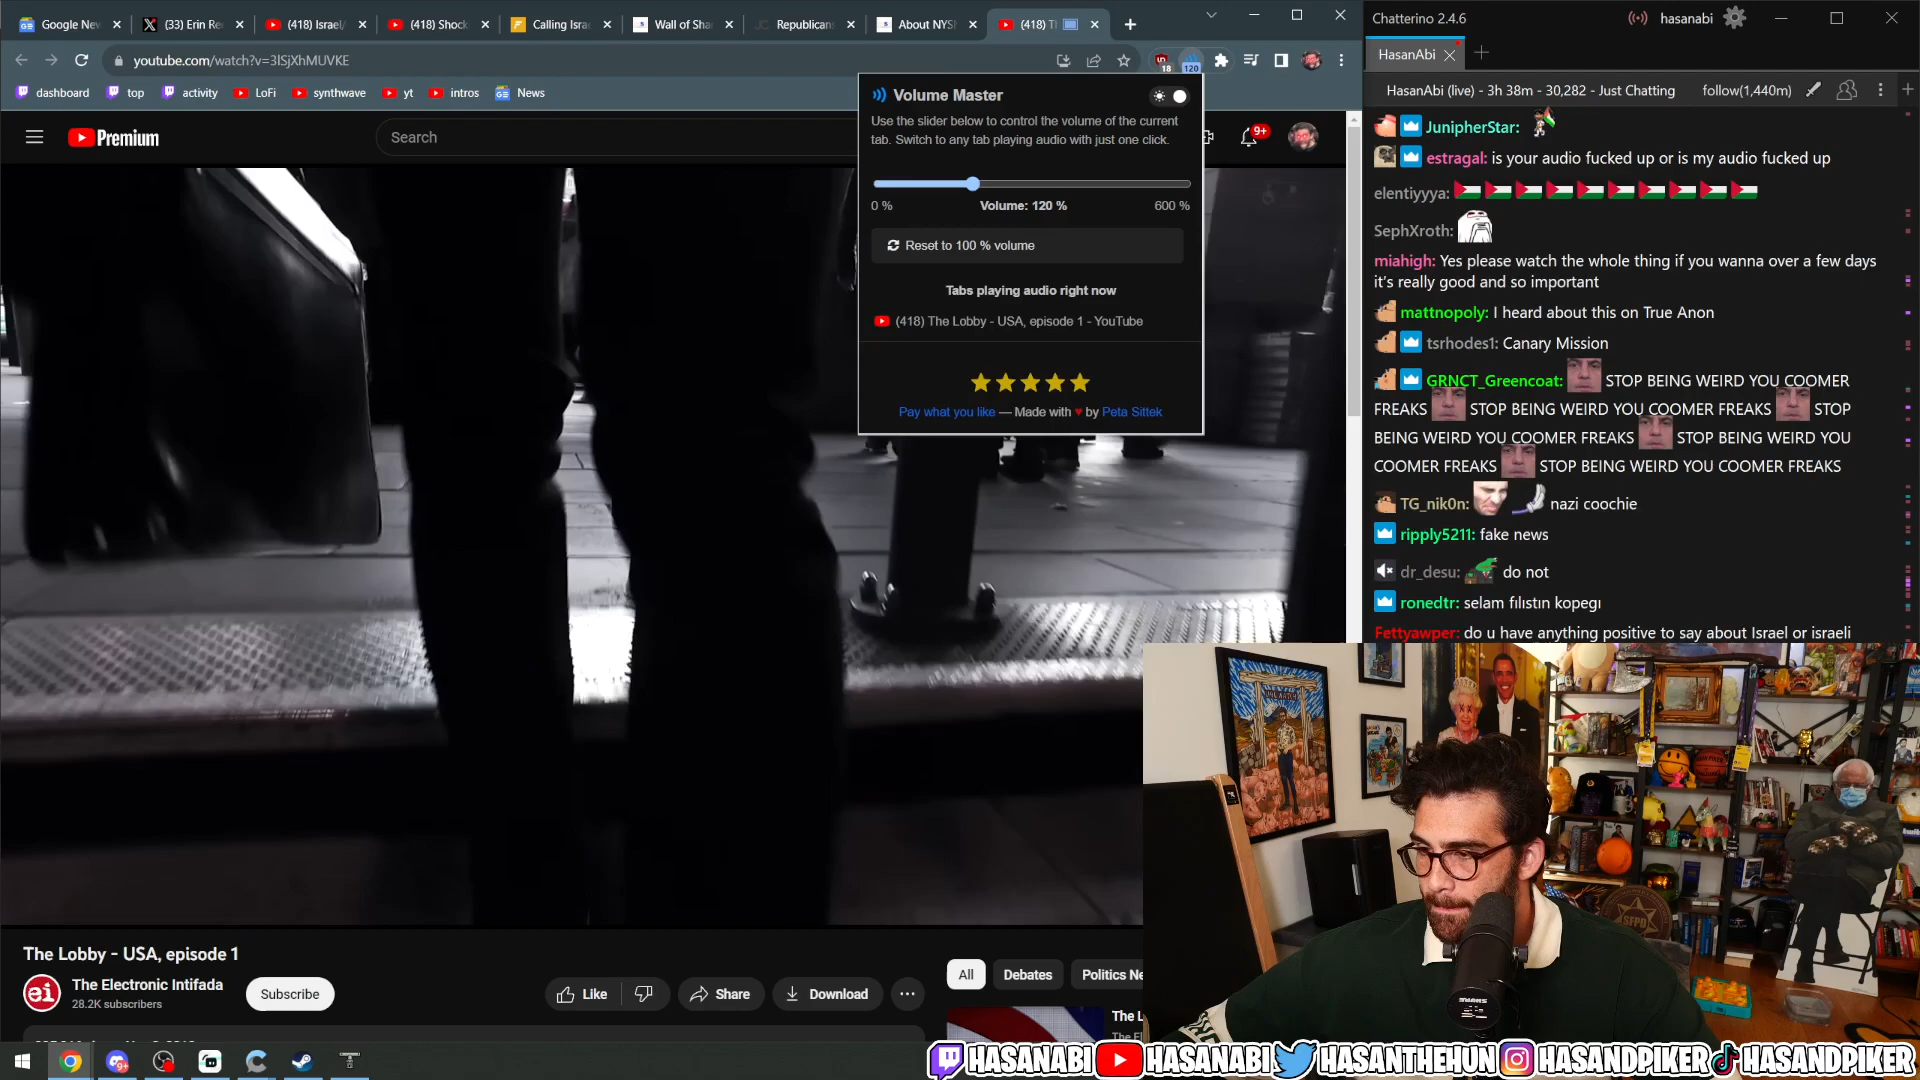 Google New
(33) Erin Re
(418) Israel/
(418) Shock
Calling Isra
Wall of Sha
Republicans
About NYSH
(418) T
youtube.com/watch?v=3lSjXhMUVKE
18
120
dashboard
top
activity
LoFi
synthwave
yt
intros
News
Premium
Search
9+
Volume Master
Use the slider below to control the volume of the current
tab. Switch to any tab playing audio with just one click.
0 %
Volume: 120 %
600 %
Reset to 100 % volume
Tabs playing audio right now
(418) The Lobby - USA, episode 1 - YouTube
Pay what you like — Made with ♥ by Peta Sittek
The Lobby - USA, episode 1
ei
The Electronic Intifada
28.2K subscribers
Subscribe
Like
Share
Download
All
Debates
Politics Ne
The L
Chatterino 2.4.6
hasanabi
HasanAbi
HasanAbi (live) - 3h 38m - 30,282 - Just Chatting
follow(1,440m)
JunipherStar:
estragal: is your audio fucked up or is my audio fucked up
elentiyyya:
SephXroth:
miahigh: Yes please watch the whole thing if you wanna over a few days
it's really good and so important
mattnopoly: I heard about this on True Anon
tsrhodes1: Canary Mission
GRNCT_Greencoat: STOP BEING WEIRD YOU COOMER
FREAKS STOP BEING WEIRD YOU COOMER FREAKS STOP
BEING WEIRD YOU COOMER FREAKS STOP BEING WEIRD YOU
COOMER FREAKS STOP BEING WEIRD YOU COOMER FREAKS
TG_nik0n: nazi coochie
ripply5211: fake news
dr_desu: do not
ronedtr: selam filıstın kopegı
Fettyawper: do u have anything positive to say about Israel or israeli
SFPD
SHURE
HASANABI
HASANABI
HASANTHEHUN
HASANDPIKER
HASANDPIKER